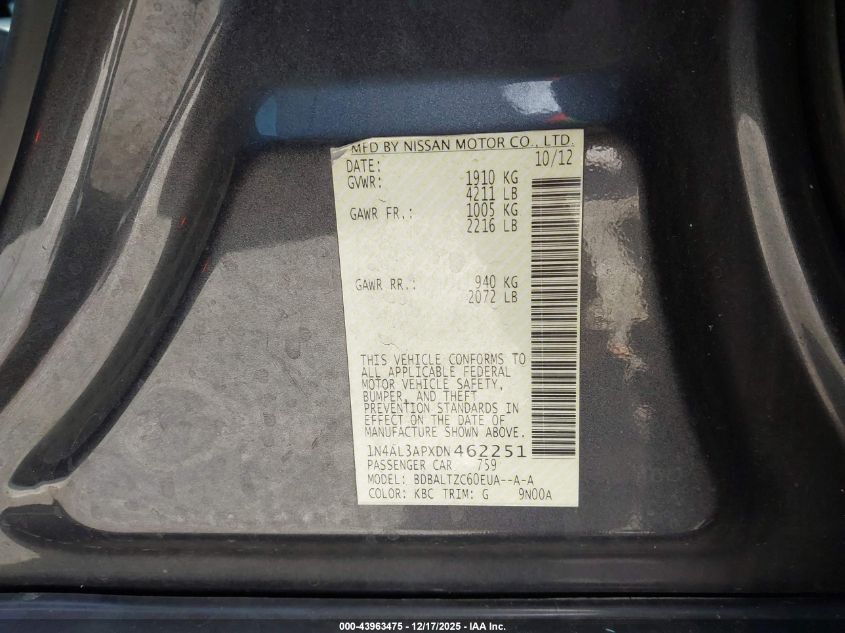 MFD BY NISSAN MOTOR CO., LTD.
DATE: 10/12
GVWR: 1910 KG
4211 LB
GAWR FR.: 1005 KG
2216 LB
GAWR RR.: 940 KG
2072 LB
THIS VEHICLE CONFORMS TO
ALL APPLICABLE FEDERAL
MOTOR VEHICLE SAFETY,
BUMPER, AND THEFT
PREVENTION STANDARDS IN
EFFECT ON THE DATE OF
MANUFACTURE SHOWN ABOVE.
1N4AL3APXDN462251
PASSENGER CAR 759
MODEL: BDBALTZC60EUA--A-A
COLOR: KBC TRIM: G 9N00A
000-43963475 - 12/17/2025 - IAA Inc.